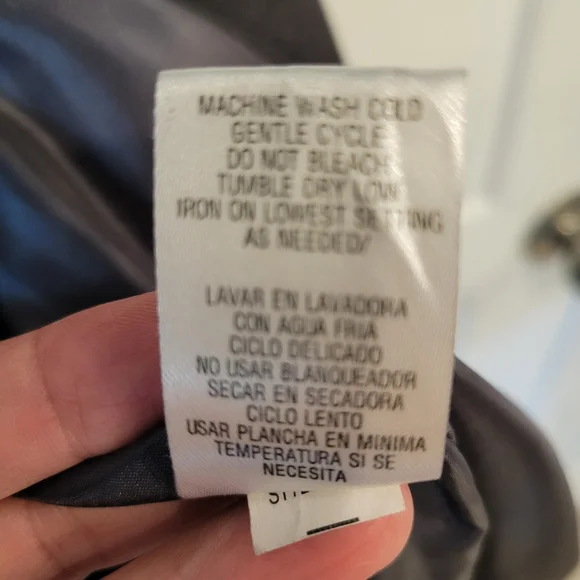 MACHINE WASH COLD
GENTLE CYCLE
DO NOT BLEACH
TUMBLE DRY LOW
IRON ON LOWEST SETTING
AS NEEDED/
LAVAR EN LAVADORA
CON AGUA FRIA
CICLO DELICADO
NO USAR BLANQUEADOR
SECAR EN SECADORA
CICLO LENTO
USAR PLANCHA EN MINIMA
TEMPERATURA SI SE
NECESITA